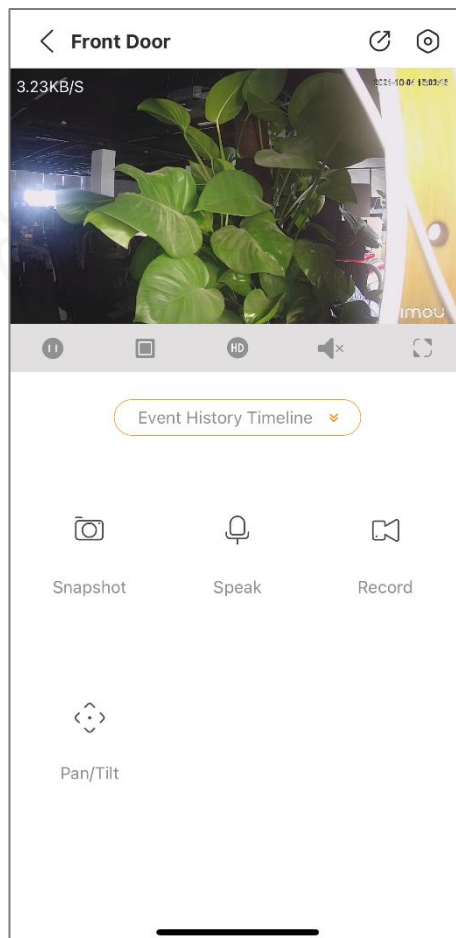 Front Door
3.23KB/S
imou
HD
Event History Timeline
Snapshot
Speak
Record
Pan/Tilt